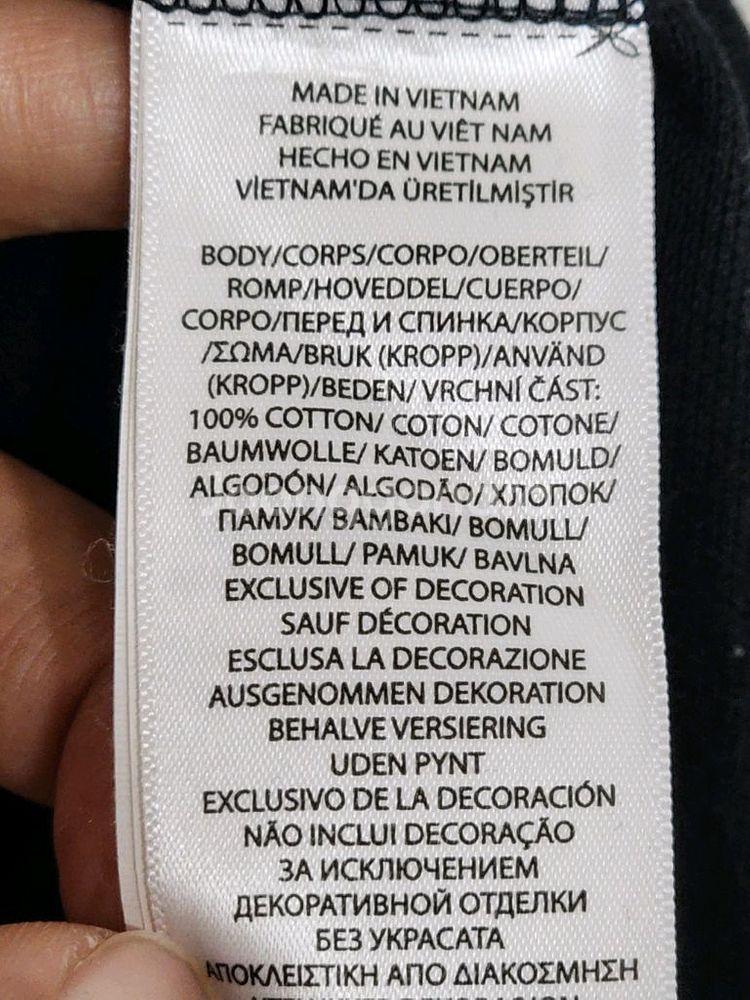 MADE IN VIETNAM
FABRIQUÉ AU VIÊT NAM
HECHO EN VIETNAM
VİETNAM'DA ÜRETİLMİŞTİR
BODY/CORPS/CORPO/OBERTEIL/
ROMP/HOVEDDEL/CUERPO/
CORPO/ПЕРЕД И СПИНКА/КОРПУС
/ΣΩΜΑ/BRUK (KROPP)/ANVÄND
(KROPP)/BEDEN/ VRCHNÍ ČÁST:
100% COTTON/ COTON/ COTONE/
BAUMWOLLE/ KATOEN/ BOMULD/
ALGODÓN/ ALGODÃO/ ХЛОПОК/
ПАМУК/ ΒΑΜΒΑΚΙ/ BOMULL/
BOMULL/ PAMUK/ BAVLNA
EXCLUSIVE OF DECORATION
SAUF DÉCORATION
ESCLUSA LA DECORAZIONE
AUSGENOMMEN DEKORATION
BEHALVE VERSIERING
UDEN PYNT
EXCLUSIVO DE LA DECORACIÓN
NÃO INCLUI DECORAÇÃO
ЗА ИСКЛЮЧЕНИЕМ
ДЕКОРАТИВНОЙ ОТДЕЛКИ
БЕЗ УКРАСАТА
ΑΠΟΚΛΕΙΣΤΙΚΗ ΑΠΟ ΔΙΑΚΟΣΜΗΣΗ